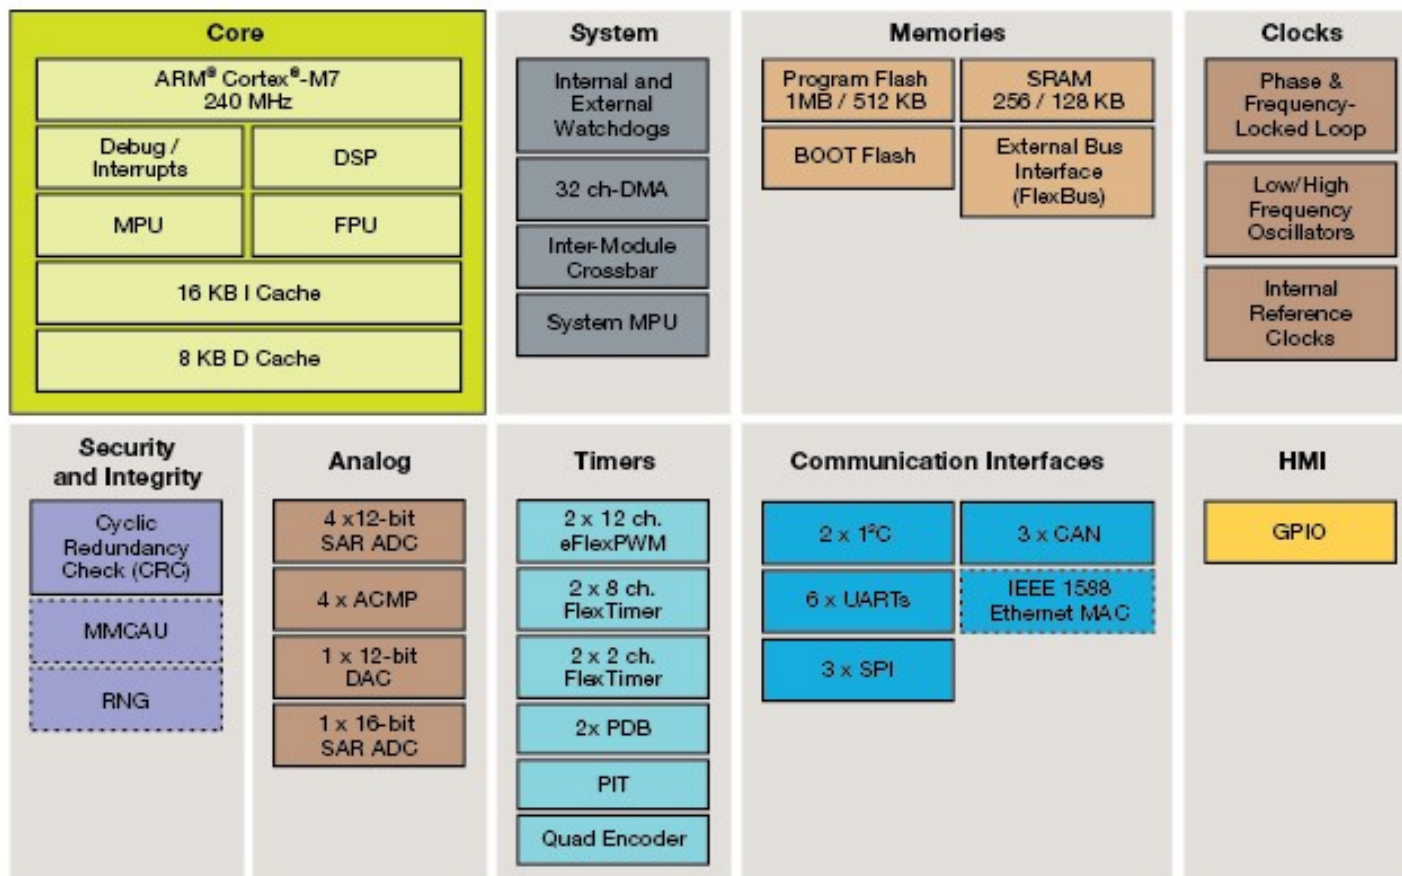 Core
ARM® Cortex®-M7
240 MHz
Debug /
Interrupts
DSP
MPU
FPU
16 KB I Cache
8 KB D Cache
System
Internal and
External
Watchdogs
32 ch-DMA
Inter-Module
Crossbar
System MPU
Memories
Program Flash
1MB / 512 KB
SRAM
256 / 128 KB
BOOT Flash
External Bus
Interface
(FlexBus)
Clocks
Phase &
Frequency-
Locked Loop
Low/High
Frequency
Oscillators
Internal
Reference
Clocks
Security
and Integrity
Cyclic
Redundancy
Check (CRC)
MMCAU
RNG
Analog
4 x12-bit
SAR ADC
4 x ACMP
1 x 12-bit
DAC
1 x 16-bit
SAR ADC
Timers
2 x 12 ch.
eFlexPWM
2 x 8 ch.
FlexTimer
2 x 2 ch.
FlexTimer
2x PDB
PIT
Quad Encoder
Communication Interfaces
2 x 1²C
3 x CAN
6 x UARTs
IEEE 1588
Ethernet MAC
3 x SPI
HMI
GPIO